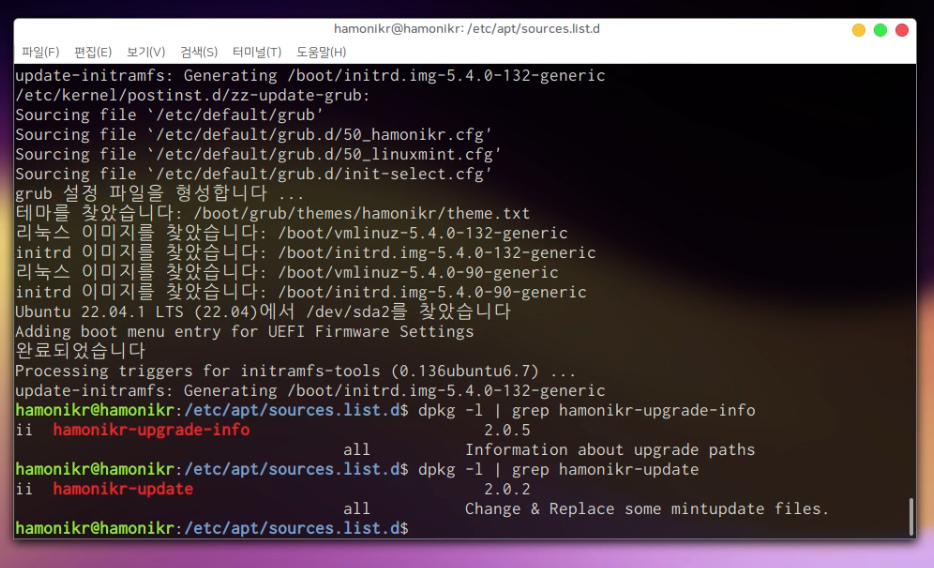 hamonikr@hamonikr: /etc/apt/sources.list.d
파일(F) 편집(E) 보기(V) 검색(S) 터미널(T) 도움말(H)
update-initramfs: Generating /boot/initrd.img-5.4.0-132-generic
/etc/kernel/postinst.d/zz-update-grub:
Sourcing file `/etc/default/grub'
Sourcing file `/etc/default/grub.d/50_hamonikr.cfg'
Sourcing file `/etc/default/grub.d/50_linuxmint.cfg'
Sourcing file `/etc/default/grub.d/init-select.cfg'
grub 설정 파일을 형성합니다 ...
테마를 찾았습니다: /boot/grub/themes/hamonikr/theme.txt
리눅스 이미지를 찾았습니다: /boot/vmlinuz-5.4.0-132-generic
initrd 이미지를 찾았습니다: /boot/initrd.img-5.4.0-132-generic
리눅스 이미지를 찾았습니다: /boot/vmlinuz-5.4.0-90-generic
initrd 이미지를 찾았습니다: /boot/initrd.img-5.4.0-90-generic
Ubuntu 22.04.1 LTS (22.04)에서 /dev/sda2를 찾았습니다
Adding boot menu entry for UEFI Firmware Settings
완료되었습니다
Processing triggers for initramfs-tools (0.136ubuntu6.7) ...
update-initramfs: Generating /boot/initrd.img-5.4.0-132-generic
hamonikr@hamonikr:/etc/apt/sources.list.d$ dpkg -l | grep hamonikr-upgrade-info
ii  hamonikr-upgrade-info                         2.0.5
                                   all          Information about upgrade paths
hamonikr@hamonikr:/etc/apt/sources.list.d$ dpkg -l | grep hamonikr-update
ii  hamonikr-update                               2.0.2
                                   all          Change & Replace some mintupdate files.
hamonikr@hamonikr:/etc/apt/sources.list.d$